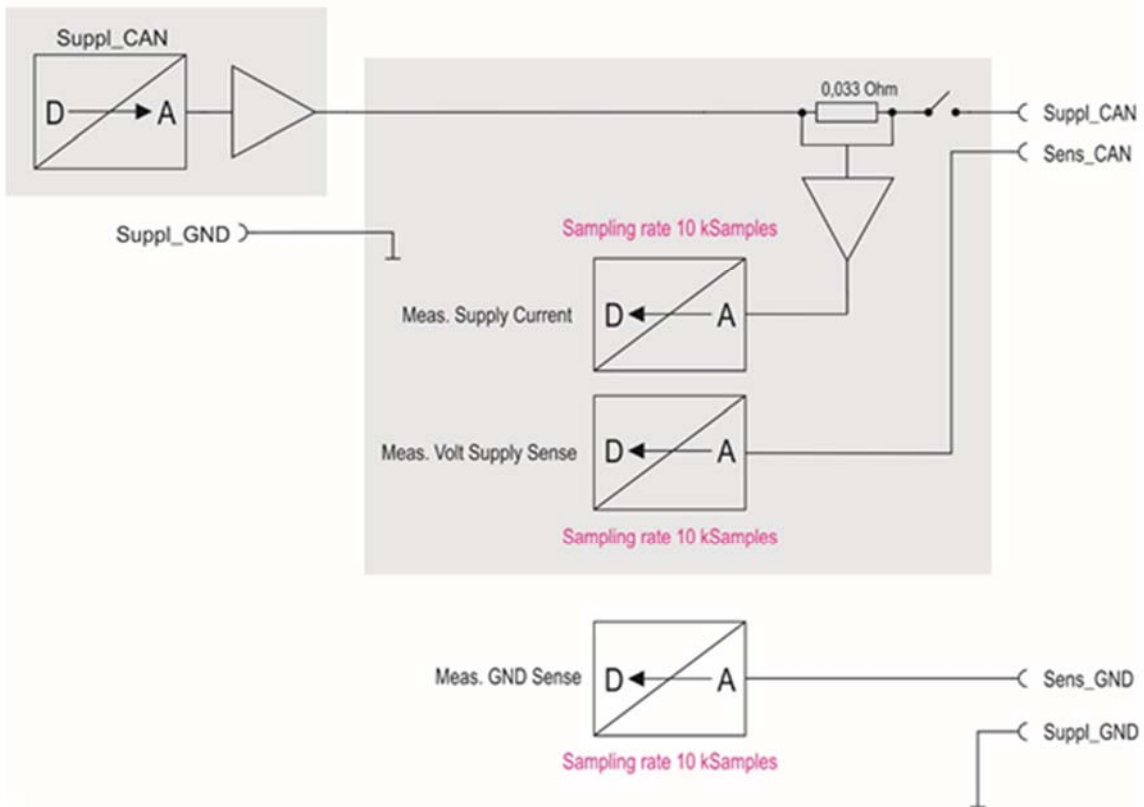 Suppl_CAN
D A
0,033 Ohm
Suppl_CAN
Sens_CAN
Suppl_GND
Sampling rate 10 kSamples
Meas. Supply Current
D A
Meas. Volt Supply Sense
D A
Sampling rate 10 kSamples
Meas. GND Sense
D A
Sens_GND
Suppl_GND
Sampling rate 10 kSamples